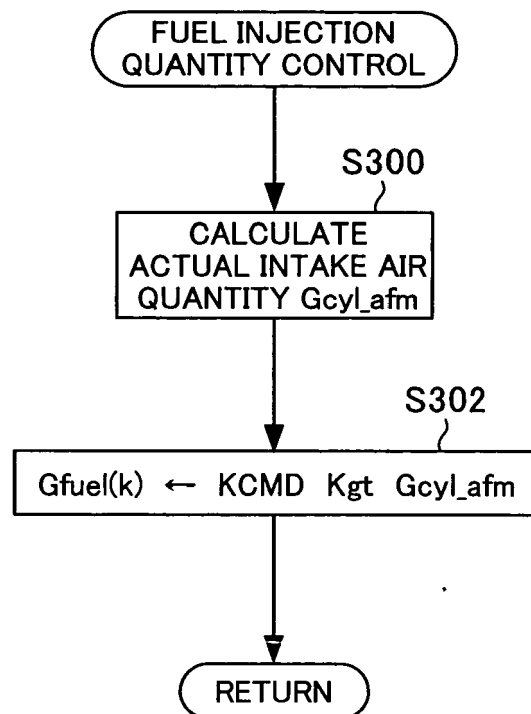 FUEL INJECTION
QUANTITY CONTROL
S300
CALCULATE
ACTUAL INTAKE AIR
QUANTITY Gcyl_afm
S302
Gfuel(k) ← KCMD Kgt Gcyl_afm
RETURN